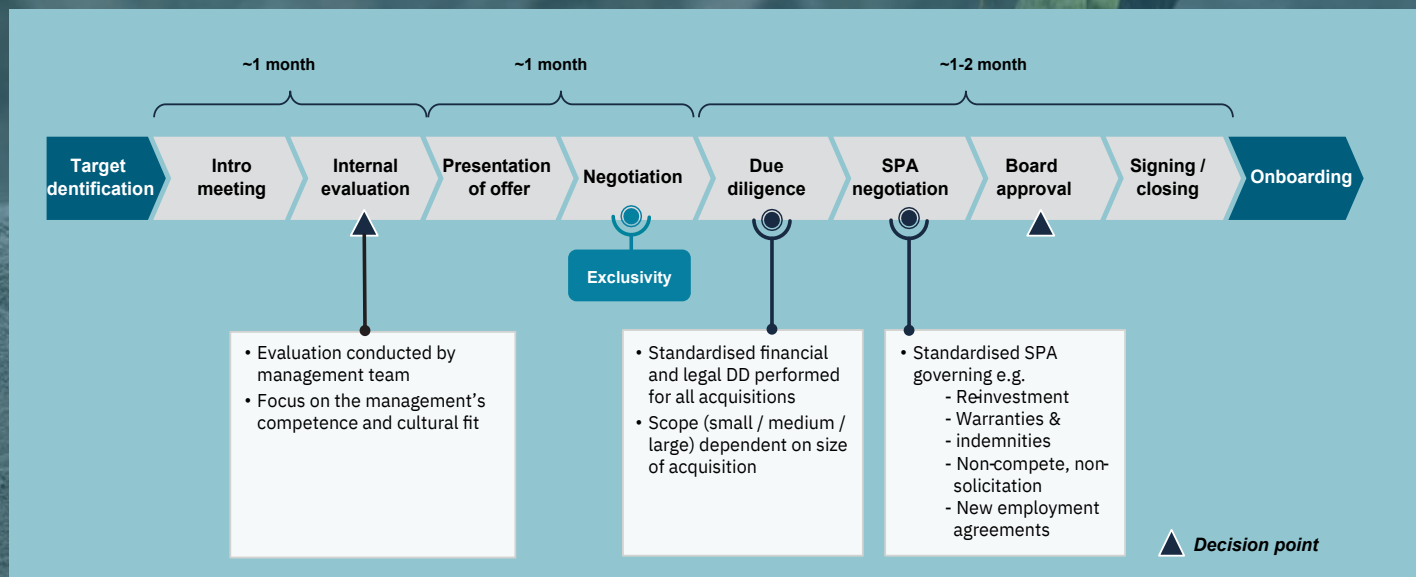 ~1 month
~1 month
~1-2 month
Target
dentification
Intro
meeting
Internal
evaluation
Presentation
of offer
Negotiation
Due
diligence
SPA
negotiation
Board
approval
Signing /
closing
Onboarding
Exclusivity
• Evaluation conducted by
management team
• Focus on the management’s
competence and cultural fit
• Standardised financial
and legal DD performed
for all acquisitions
• Scope (small / medium /
large) dependent on size
of acquisition
• Standardised SPA
governing e.g.
- Re-investment
- Warranties &
- indemnities
- Non-compete, non-
solicitation
- New employment
agreements
Decision point